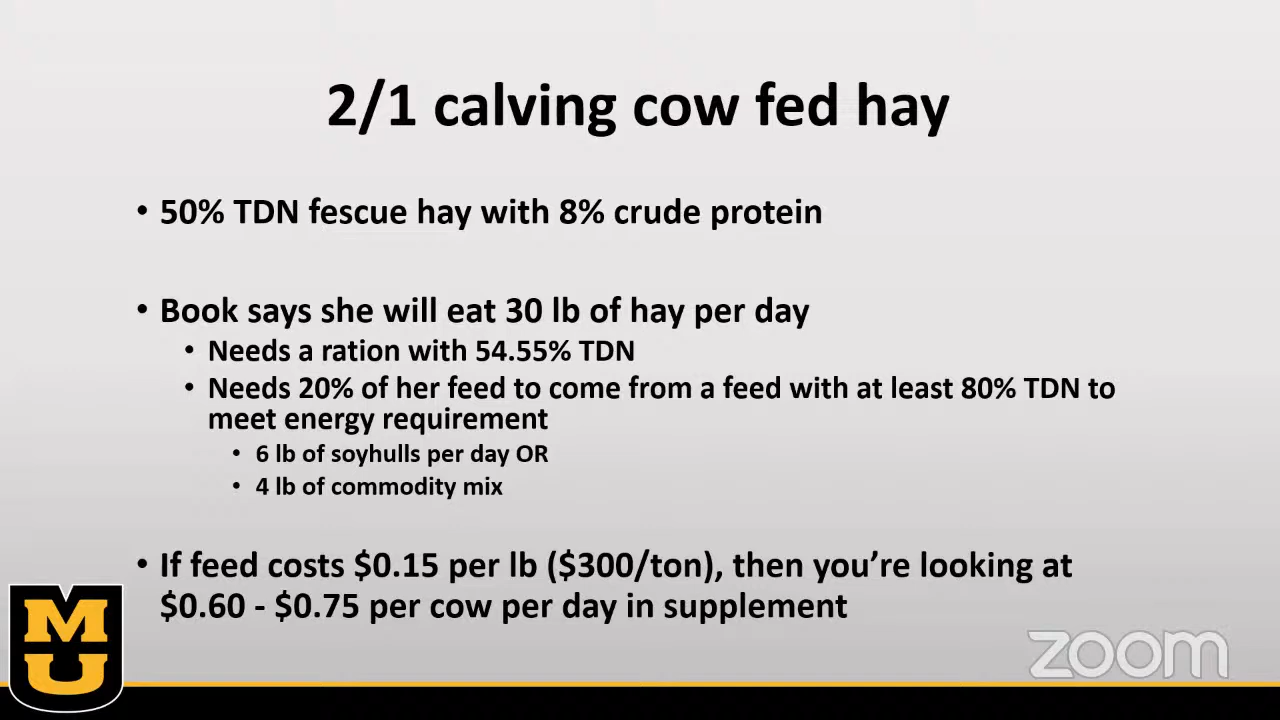 2/1 calving cow fed hay
• 50% TDN fescue hay with 8% crude protein
• Book says she will eat 30 lb of hay per day
• Needs a ration with 54.55% TDN
• Needs 20% of her feed to come from a feed with at least 80% TDN to
meet energy requirement
• 6 lb of soyhulls per day OR
• 4 lb of commodity mix
• If feed costs $0.15 per lb ($300/ton), then you’re looking at
$0.60 - $0.75 per cow per day in supplement
MU
zoom